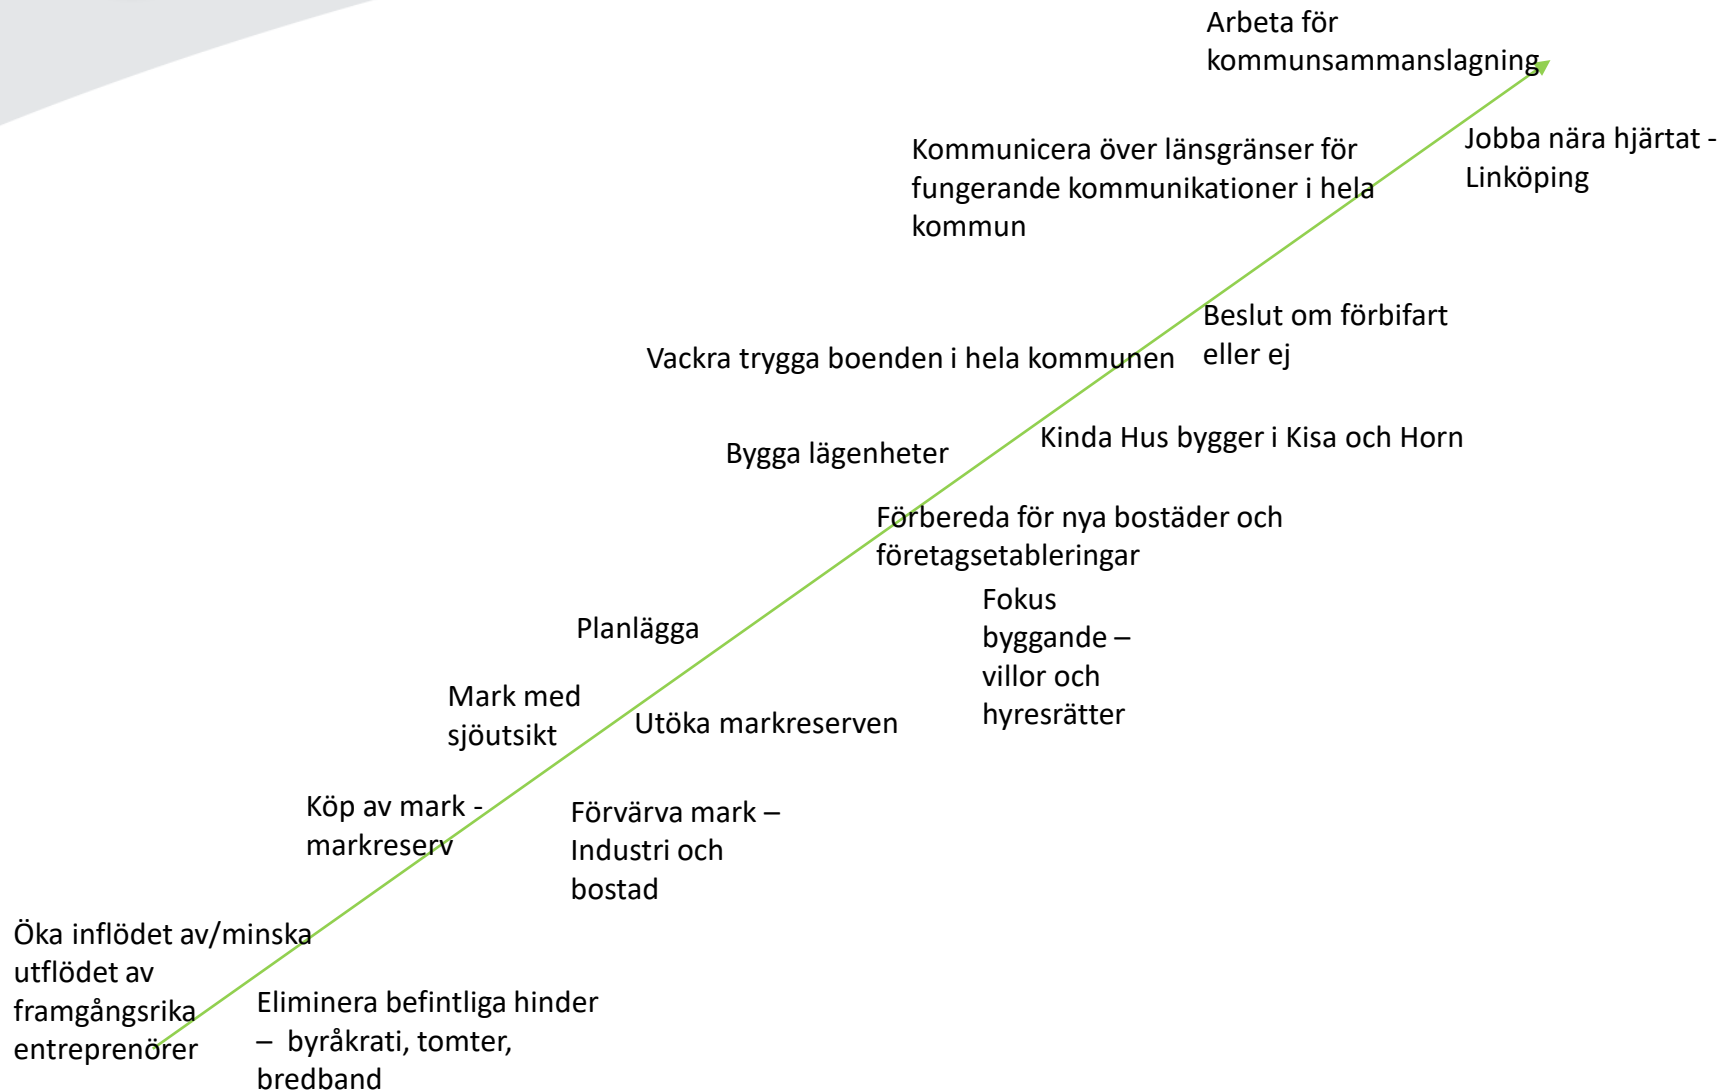 Arbeta för
kommunsammanslagning
Jobba nära hjärtat -
Linköping
Kommunicera över länsgränser för
fungerande kommunikationer i hela
kommun
Beslut om förbifart
eller ej
Vackra trygga boenden i hela kommunen
Kinda Hus bygger i Kisa och Horn
Bygga lägenheter
Förbereda för nya bostäder och
företagsetableringar
Fokus
byggande –
villor och
hyresrätter
Planlägga
Mark med
sjöutsikt
Utöka markreserven
Köp av mark -
markreserv
Förvärva mark –
Industri och
bostad
Öka inflödet av/minska
utflödet av
framgångsrika
entreprenörer
Eliminera befintliga hinder
– byråkrati, tomter,
bredband